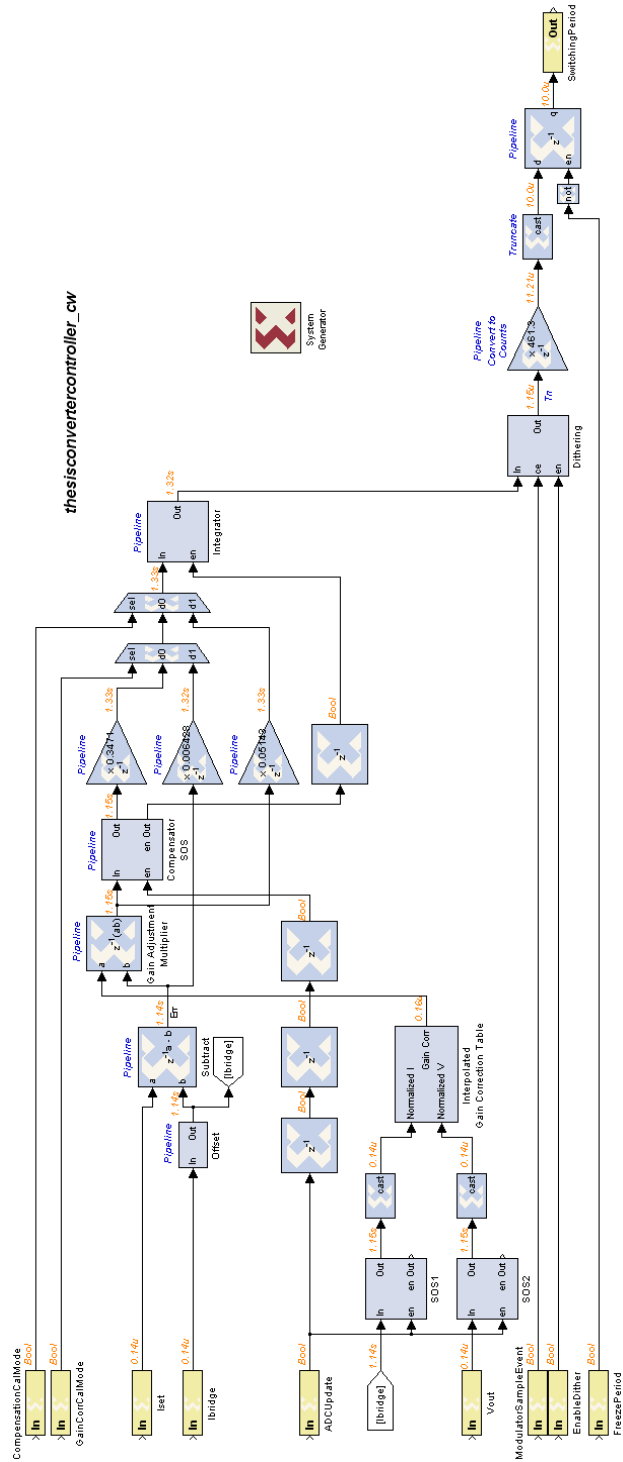 thesisconvertercontroller_cw
In
Bool
CompensationCalMode
In
Bool
GainCorrCalMode
In
0.14u
Iset
In
0.14u
Ibridge
In
Bool
ADCUpdate
[Ibridge]
1.14s
In
0.14u
Vout
In
Bool
ModulatorSampleEvent
In
Bool
EnableDither
In
Bool
FreezePeriod
Pipeline
In
Out
Offset
1.14s
Pipeline
a
b
z-1
a - b
Subtract
[Ibridge]
1.14s
Err
z-1
Bool
z-1
Bool
z-1
Bool
In
en
Out
en Out
SOS1
1.15s
cast
0.14u
In
en
Out
en Out
SOS2
1.15s
cast
0.14u
Normalized I
Normalized V
Gain Corr
Interpolated
Gain Correction Table
0.16u
Pipeline
a
b
z-1
(ab)
Gain Adjustment
Multiplier
1.15s
Pipeline
In
en
Out
en Out
Compensator
SOS
1.15s
Pipeline
× 0.3471
z-1
1.33s
Pipeline
× 0.006428
z-1
1.32s
Pipeline
× 0.05142
z-1
1.33s
z-1
Bool
sel
d0
d1
sel
d0
d1
1.33s
Pipeline
In
en
Out
Integrator
1.32s
System
Generator
In
ce
en
Out
Dithering
1.15u
Tn
Pipeline
Convert to
Counts
× 461.3
z-1
11.21u
Truncate
cast
10.0u
not
Pipeline
d
en
z-1
q
10.0u
Out
SwitchingPeriod